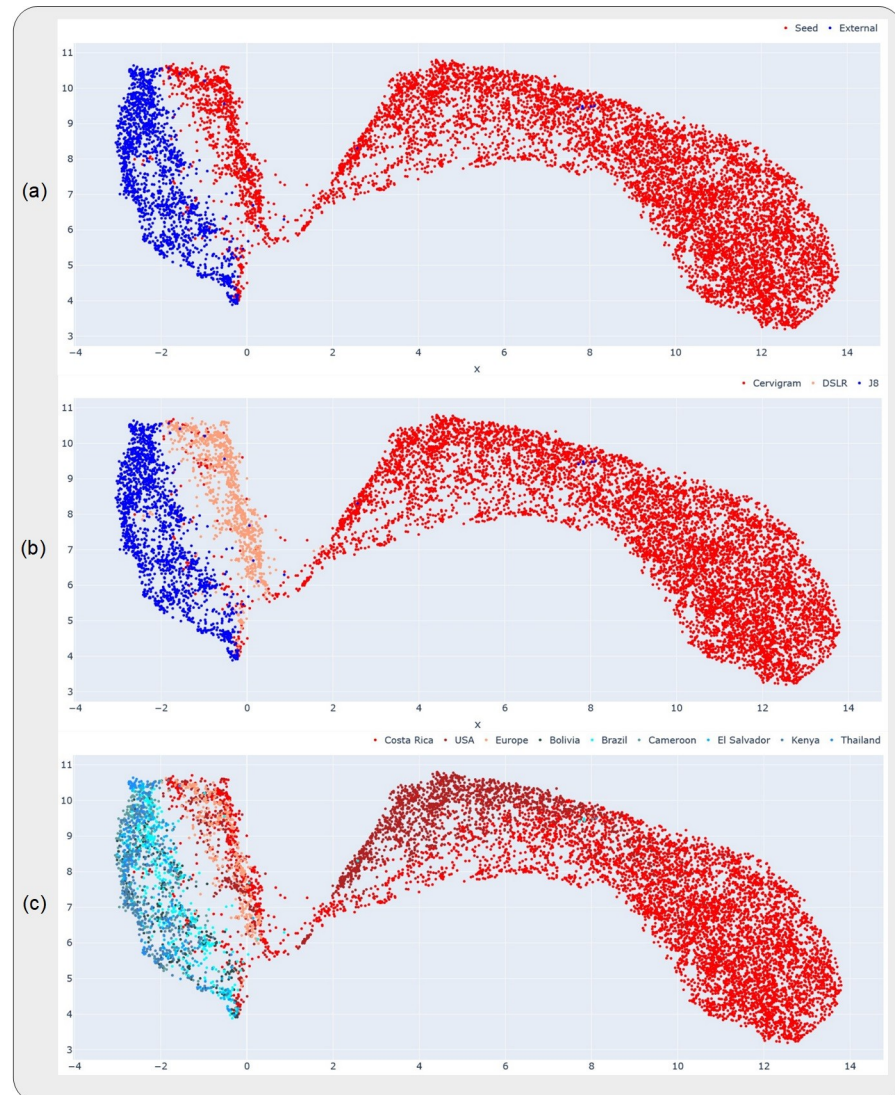 Seed External
11
10
9
8
(a)
7
6
5
4
3
−4 −2 0 2 4 6 8 10 12 14
x
Cervigram DSLR J8
11
10
9
8
(b)
7
6
5
4
3
−4 −2 0 2 4 6 8 10 12 14
x
Costa Rica USA Europe Bolivia Brazil Cameroon El Salvador Kenya Thailand
11
10
9
8
(c)
7
6
5
4
3
−4 −2 0 2 4 6 8 10 12 14